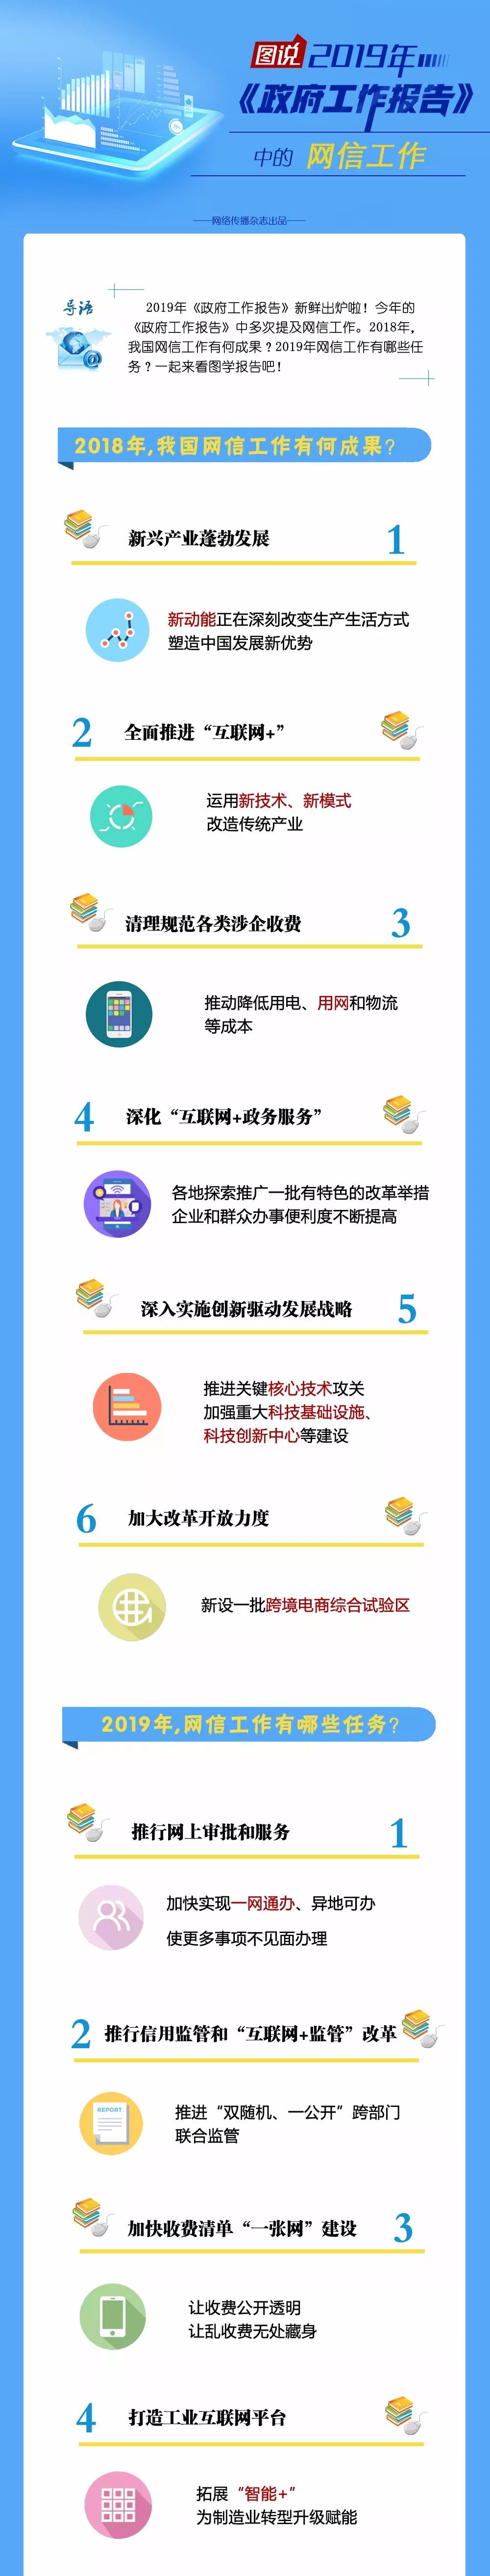 图说 2019年
《政府工作报告》
中的 网信工作
——网络传播杂志出品——
导语
2019年《政府工作报告》新鲜出炉啦！今年的
《政府工作报告》中多次提及网信工作。2018年，
我国网信工作有何成果？2019年网信工作有哪些任
务？一起来看图学报告吧！
2018年,我国网信工作有何成果？
新兴产业蓬勃发展 1
新动能正在深刻改变生产生活方式
塑造中国发展新优势
2 全面推进“互联网+”
运用新技术、新模式
改造传统产业
清理规范各类涉企收费 3
推动降低用电、用网和物流
等成本
4 深化“互联网+政务服务”
各地探索推广一批有特色的改革举措
企业和群众办事便利度不断提高
深入实施创新驱动发展战略 5
推进关键核心技术攻关
加强重大科技基础设施、
科技创新中心等建设
6 加大改革开放力度
新设一批跨境电商综合试验区
2019年,网信工作有哪些任务？
推行网上审批和服务 1
加快实现一网通办、异地可办
使更多事项不见面办理
2 推行信用监管和“互联网+监管”改革
REPORT
推进“双随机、一公开”跨部门
联合监管
加快收费清单“一张网”建设 3
让收费公开透明
让乱收费无处藏身
4 打造工业互联网平台
拓展“智能+”
为制造业转型升级赋能